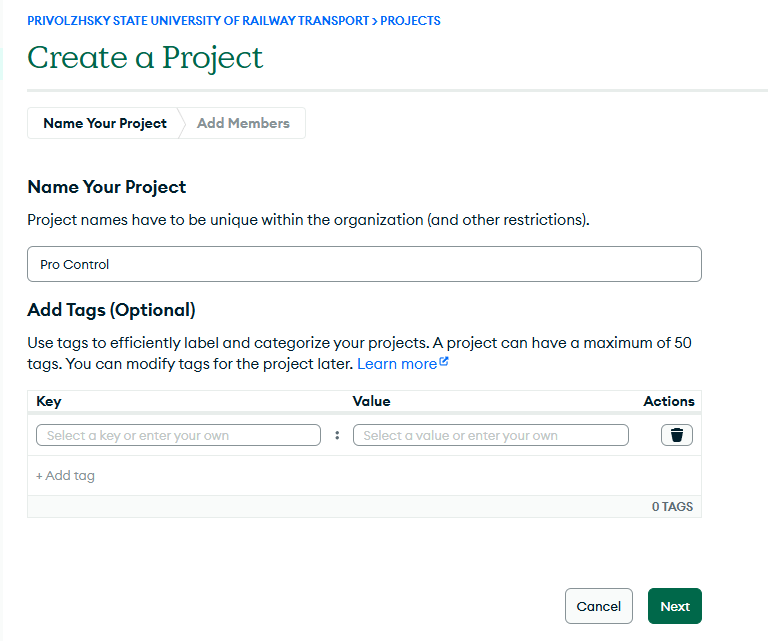 PRIVOLZHSKY STATE UNIVERSITY OF RAILWAY TRANSPORT > PROJECTS
Create a Project
Name Your Project
Add Members
Name Your Project
Project names have to be unique within the organization (and other restrictions).
Pro Control
Add Tags (Optional)
Use tags to efficiently label and categorize your projects. A project can have a maximum of 50
tags. You can modify tags for the project later. Learn more
Key Value Actions
Select a key or enter your own : Select a value or enter your own
+ Add tag
0 TAGS
Cancel Next